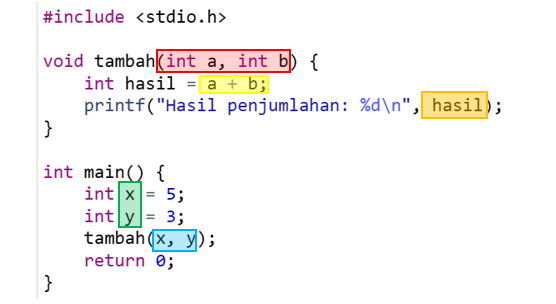 #include <stdio.h>
void tambah(int a, int b) {
    int hasil = a + b;
    printf("Hasil penjumlahan: %d\n", hasil);
}
int main() {
    int x = 5;
    int y = 3;
    tambah(x, y);
    return 0;
}